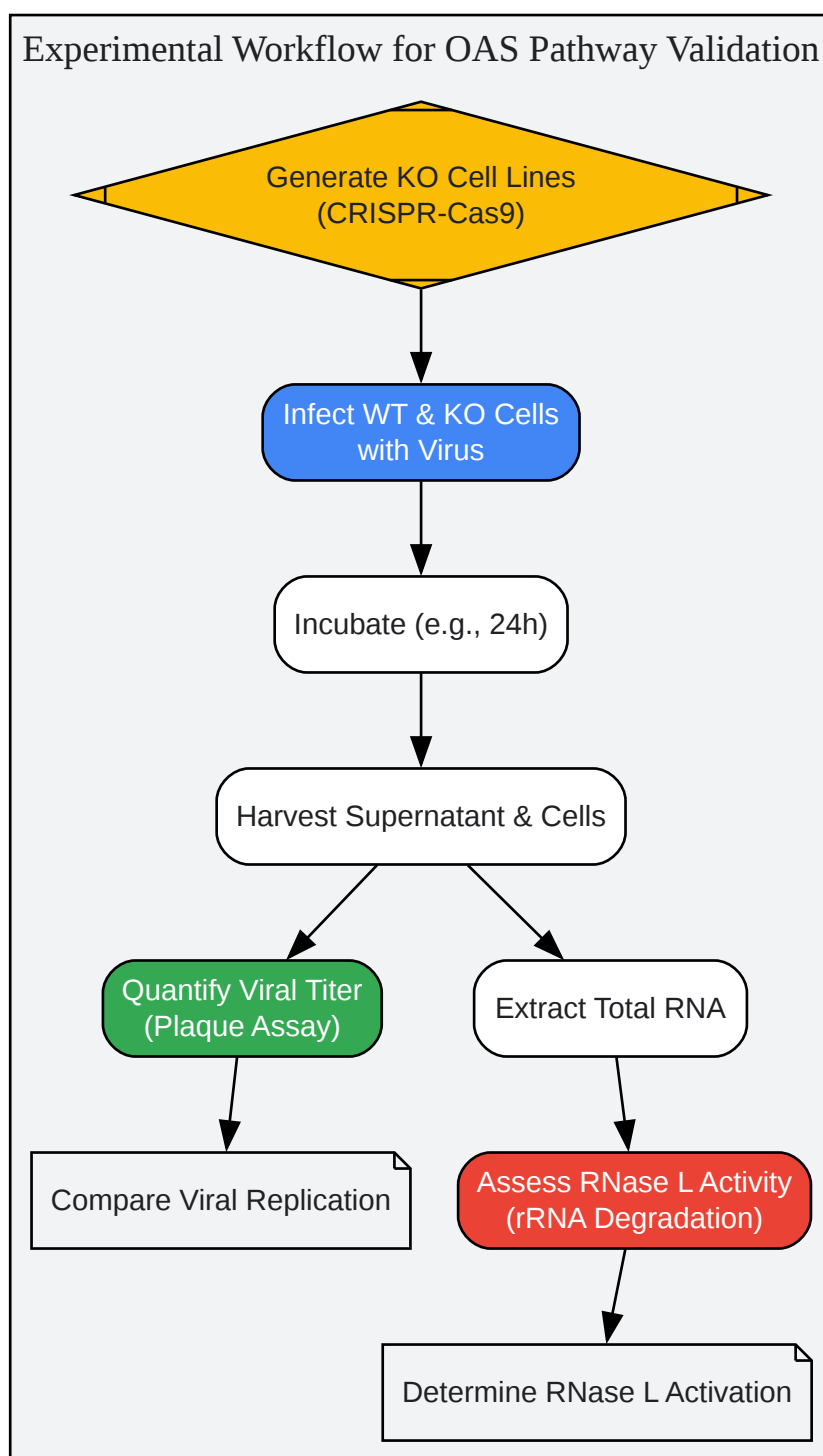 Experimental Workflow for OAS Pathway Validation
Generate KO Cell Lines
(CRISPR-Cas9)
Infect WT & KO Cells
with Virus
Incubate (e.g., 24h)
Harvest Supernatant & Cells
Quantify Viral Titer
(Plaque Assay)
Extract Total RNA
Compare Viral Replication
Assess RNase L Activity
(rRNA Degradation)
Determine RNase L Activation